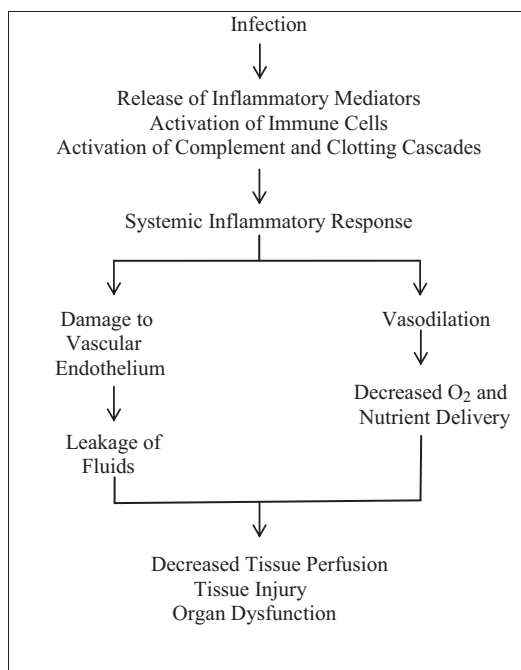 Infection
Release of Inflammatory Mediators
Activation of Immune Cells
Activation of Complement and Clotting Cascades
Systemic Inflammatory Response
Damage to
Vascular
Endothelium
Leakage of
Fluids
Vasodilation
Decreased O₂ and
Nutrient Delivery
Decreased Tissue Perfusion
Tissue Injury
Organ Dysfunction